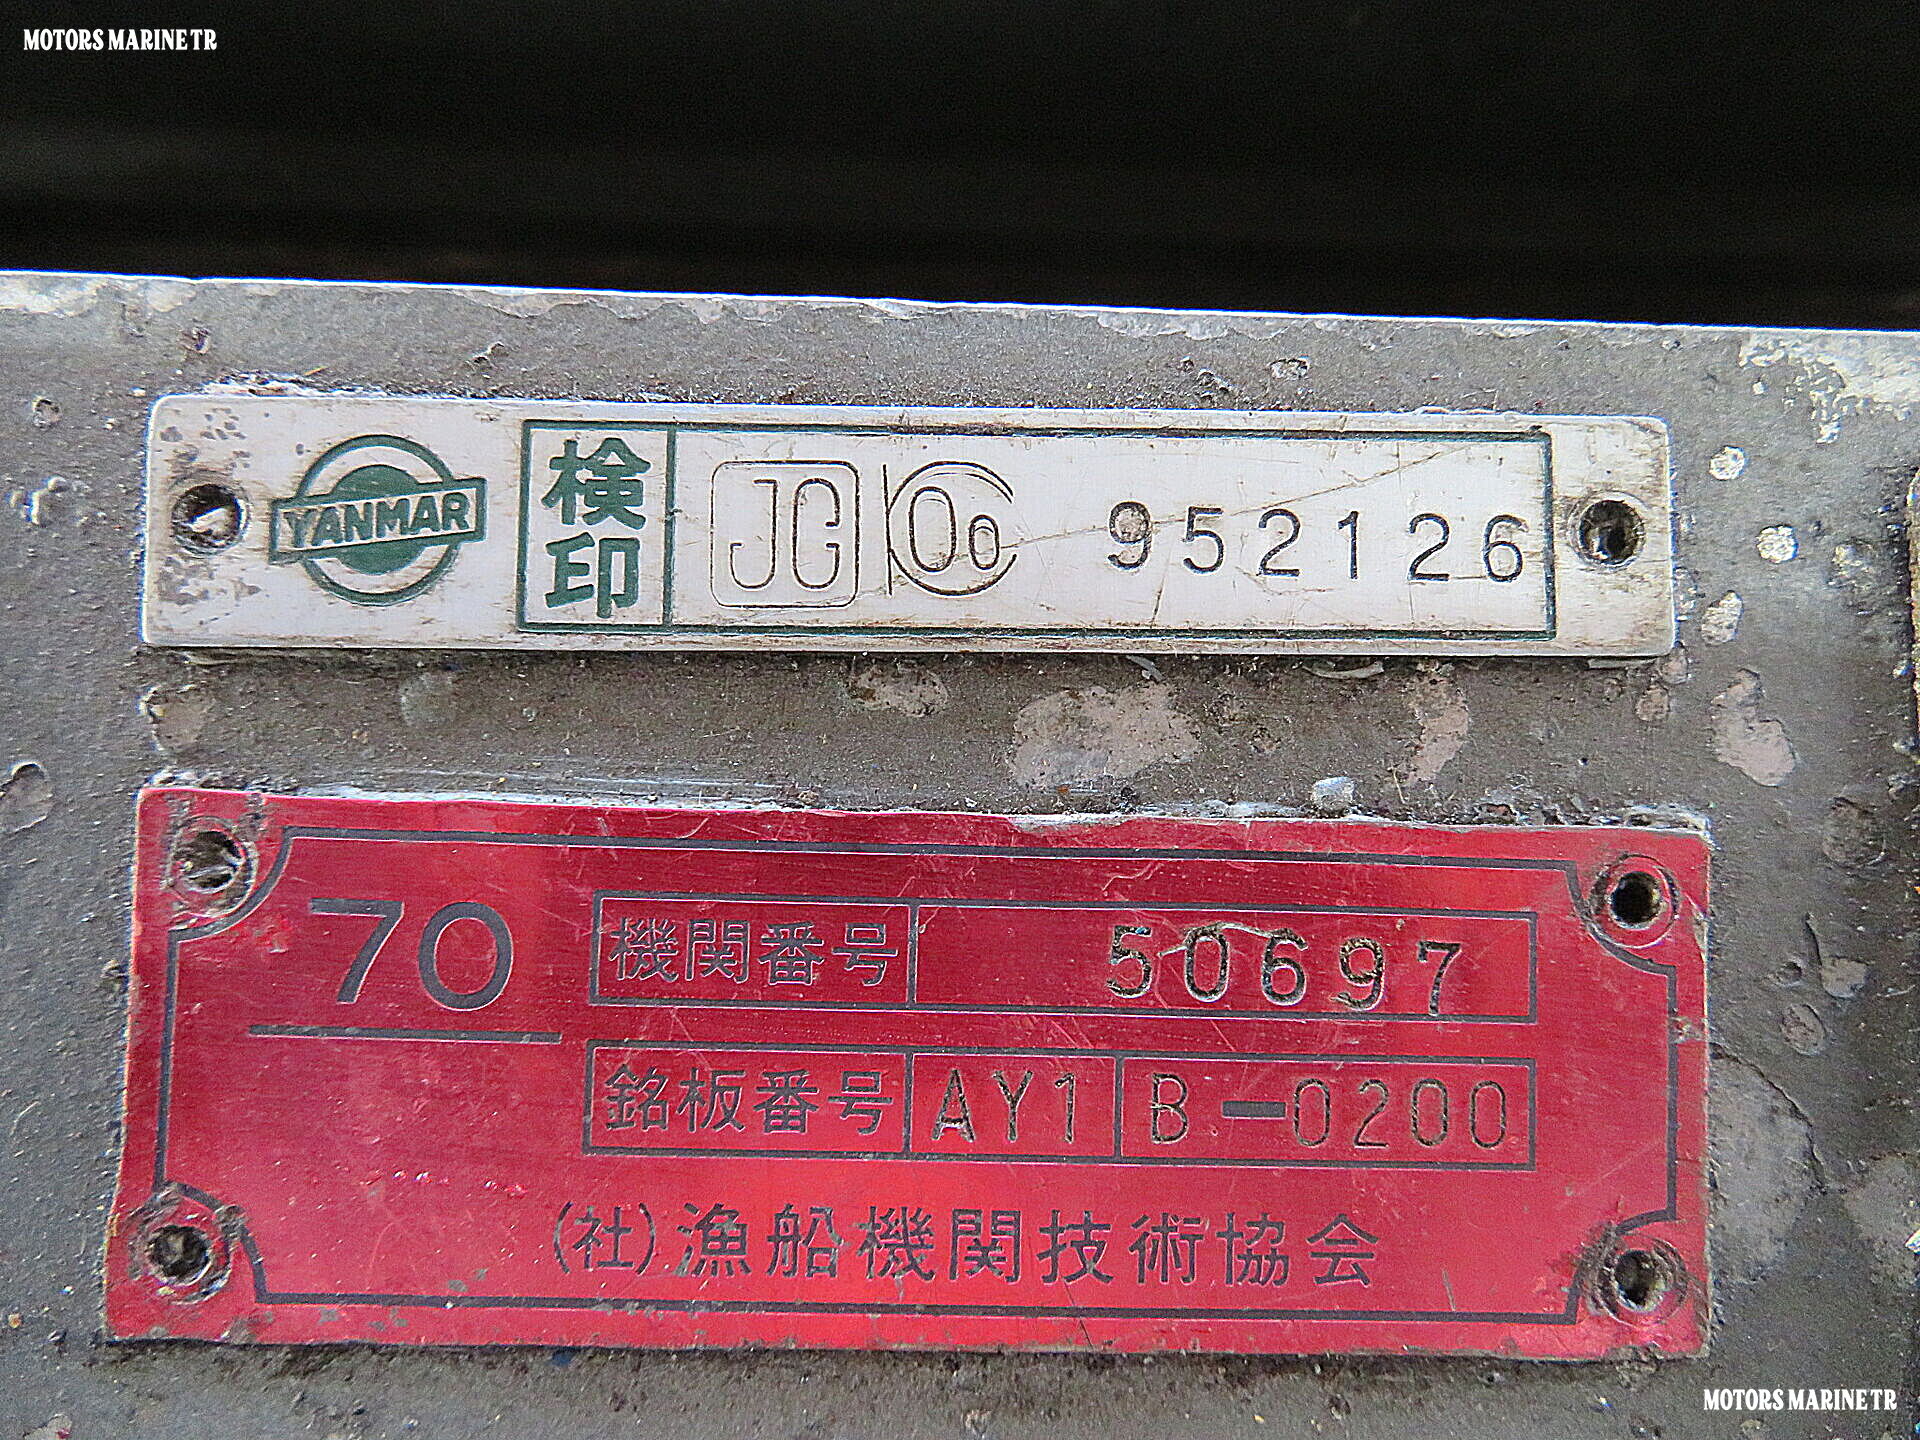 MOTORS MARINE TR
YANMAR
検印
JG
952126
70
機関番号 50697
銘板番号 AY1 B-0200
(社)漁船機関技術協会
MOTORS MARINE TR